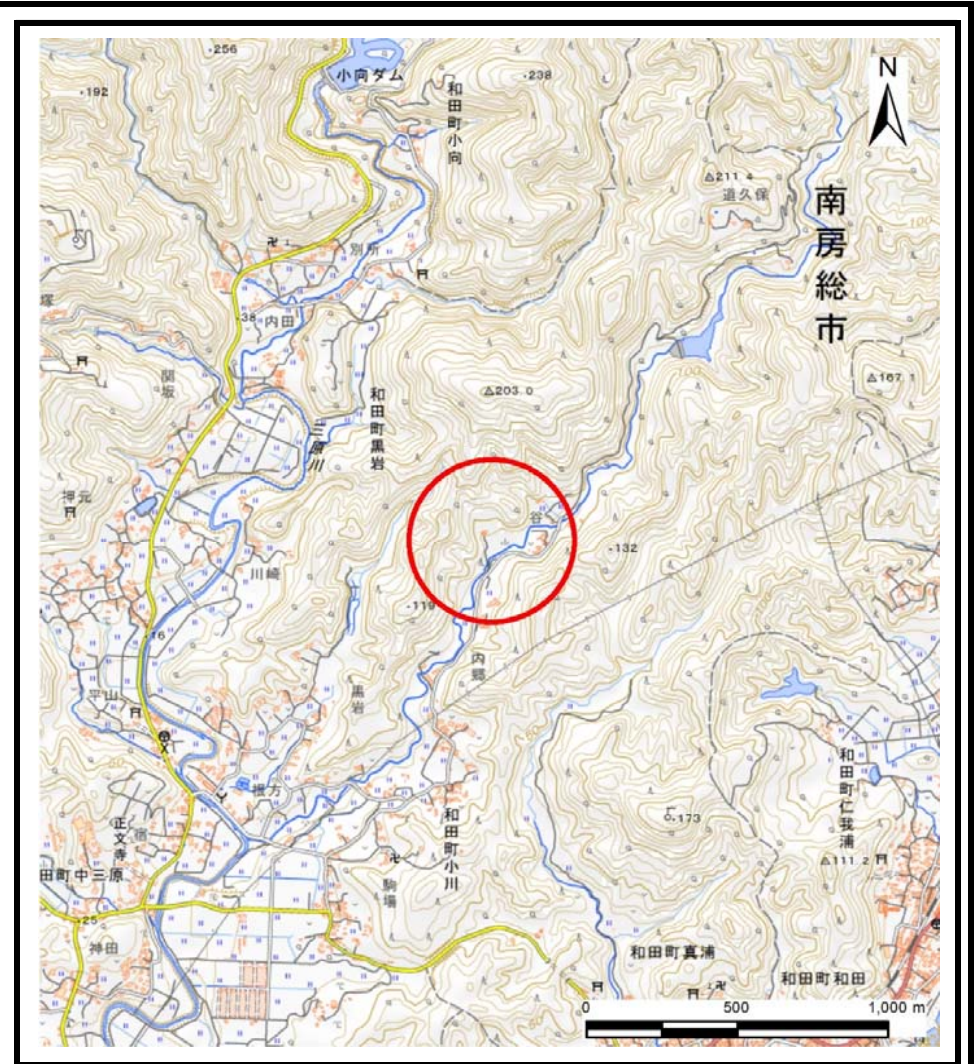 256
小向ダム
238
N
192
和田町小向
211.4
道久保
南房総市
100
別所
塚
38
内田
関坂
三原川
和田町黒岩
203.0
167.1
押元
谷
132
川崎
119
16
内郷
平山
黒岩
根方
和田町仁我浦
和田町小川
173
正文寺
宿
111.2
田町中三原
駒場
25
神田
和田町真浦
和田町和田
0 500 1,000 m